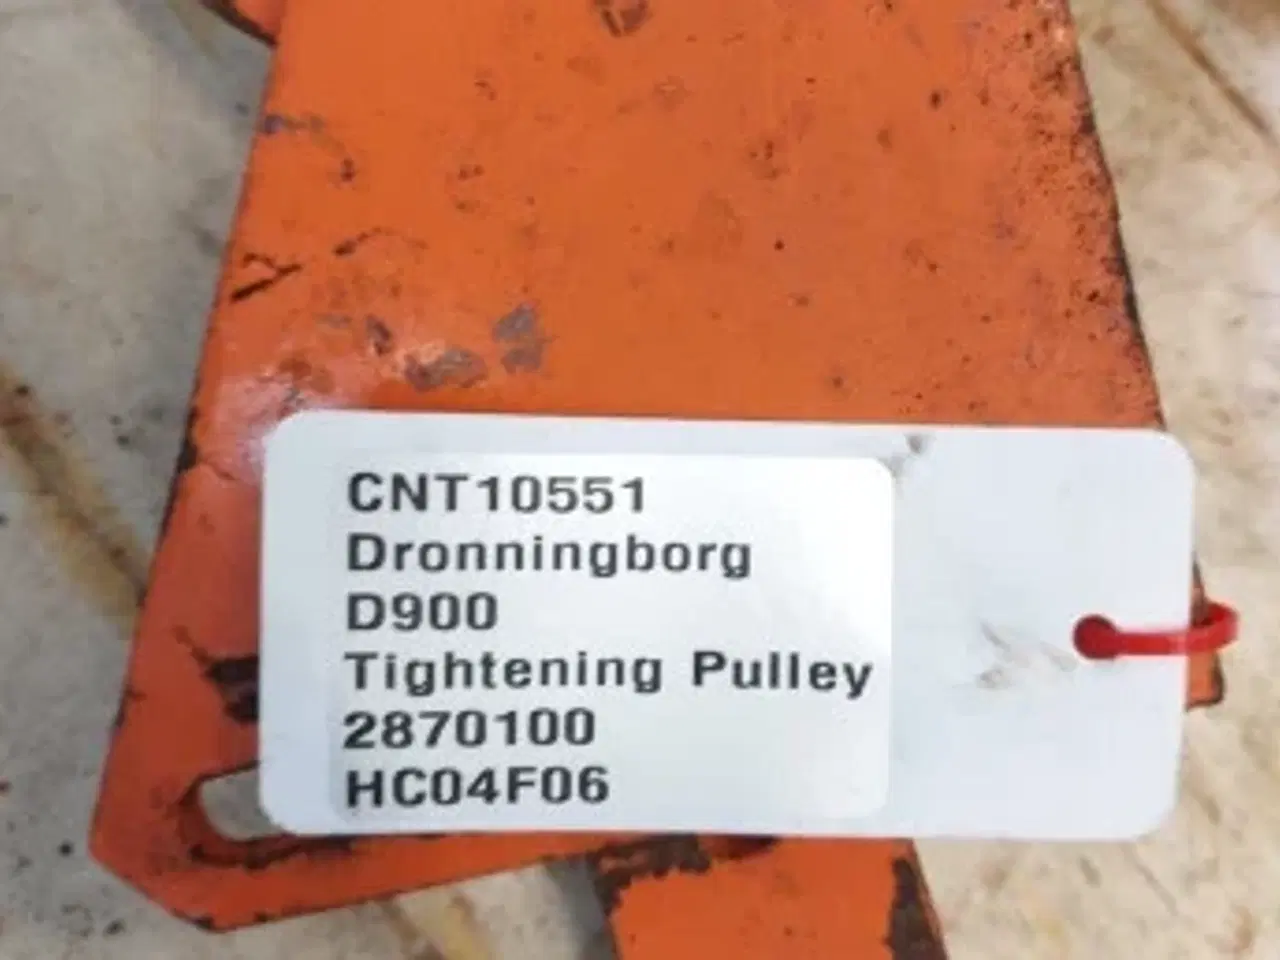 CNT10551
Dronningborg
D900
Tightening Pulley
2870100
HC04F06